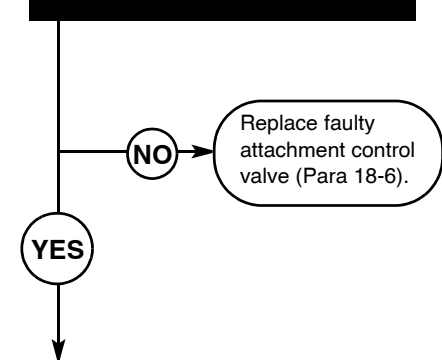 NO
Replace faulty
attachment control
valve (Para 18-6).
YES